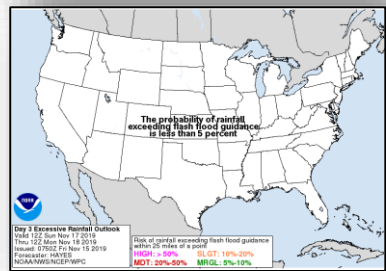 The probability of rainfall
exceeding flash flood guidance
is less than 5 percent
NOAA
Day 3 Excessive Rainfall Outlook
Valid 12Z Sun Nov 17 2019
Thru 12Z Mon Nov 18 2019
Issued: 0750Z Fri Nov 15 2019
Forecaster: HAYES
NOAA/NWS/NCEP/WPC
Risk of rainfall exceeding flash flood guidance
within 25 miles of a point
HIGH: > 50% SLGT: 10%-20%
MDT: 20%-50% MRGL: 5%-10%